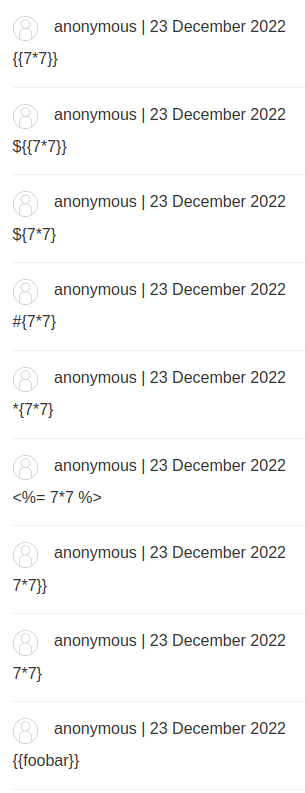 anonymous | 23 December 2022
{{7*7}}
anonymous | 23 December 2022
${{7*7}}
anonymous | 23 December 2022
${7*7}
anonymous | 23 December 2022
#{7*7}
anonymous | 23 December 2022
*{7*7}
anonymous | 23 December 2022
<%= 7*7 %>
anonymous | 23 December 2022
7*7}}
anonymous | 23 December 2022
7*7}
anonymous | 23 December 2022
{{foobar}}